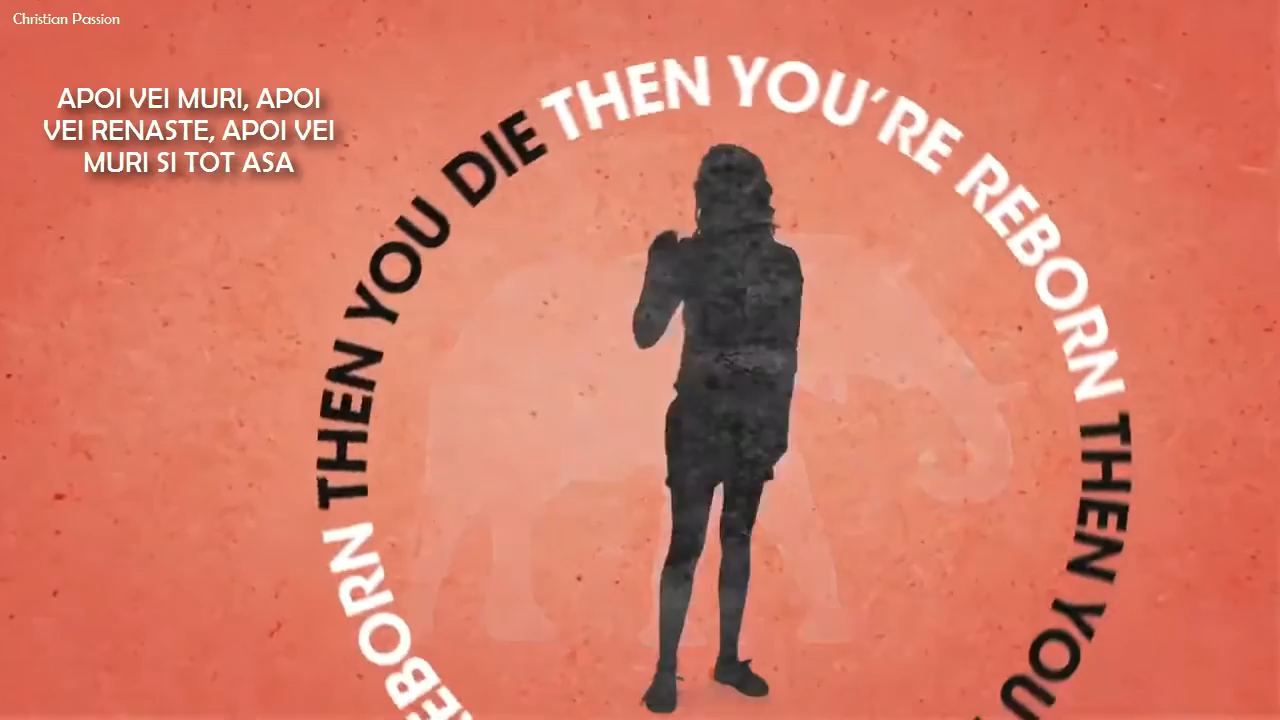 Christian Passion
APOI VEI MURI, APOI
VEI RENASTE, APOI VEI
MURI SI TOT ASA
THEN YOU DIE THEN YOU'RE REBORN THEN YOU
REBORN